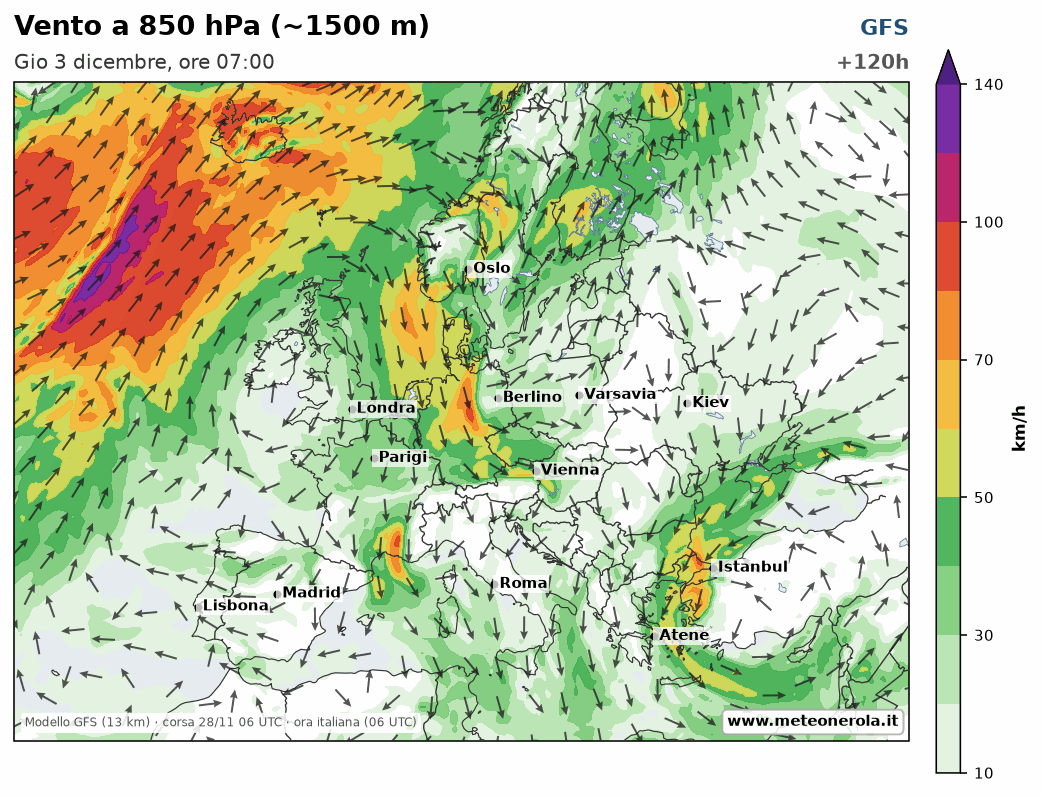 Vento a 850 hPa (~1500 m)
GFS
Gio 3 dicembre, ore 07:00
+120h
140
100
70
50
30
10
km/h
Oslo
Londra
Berlino
Varsavia
Kiev
Parigi
Vienna
Istanbul
Madrid
Roma
Lisbona
Atene
Modello GFS (13 km) · corsa 28/11 06 UTC · ora italiana (06 UTC)
www.meteonerola.it